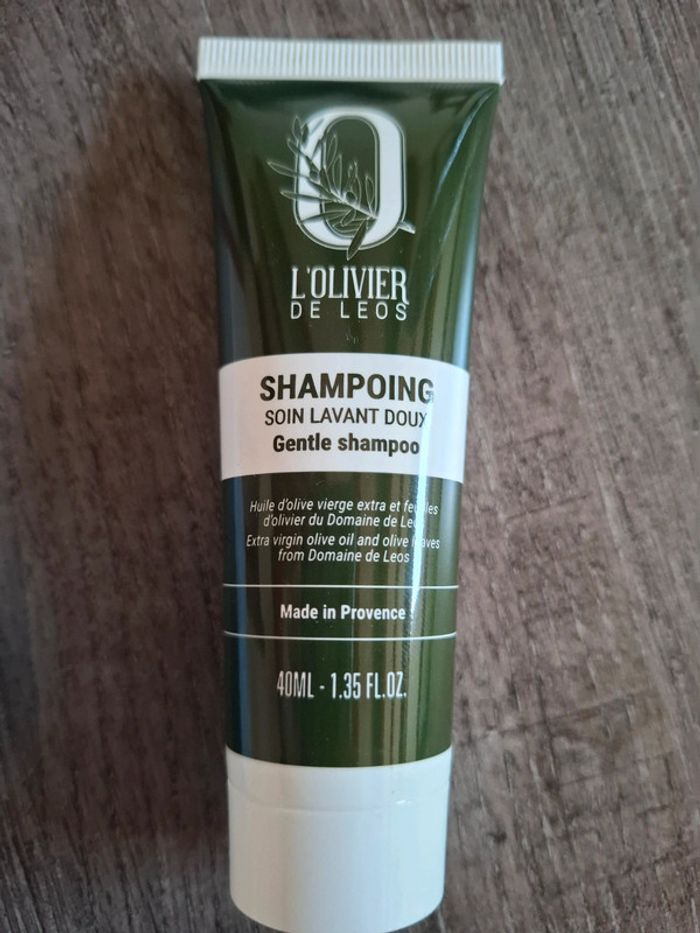 L'OLIVIER
DE LEOS
SHAMPOING
SOIN LAVANT DOUX
Gentle shampoo
Huile d'olive vierge extra et feuilles
d'olivier du Domaine de Leos
Extra virgin olive oil and olive leaves
from Domaine de Leos
Made in Provence
40ML - 1.35 FL.OZ.